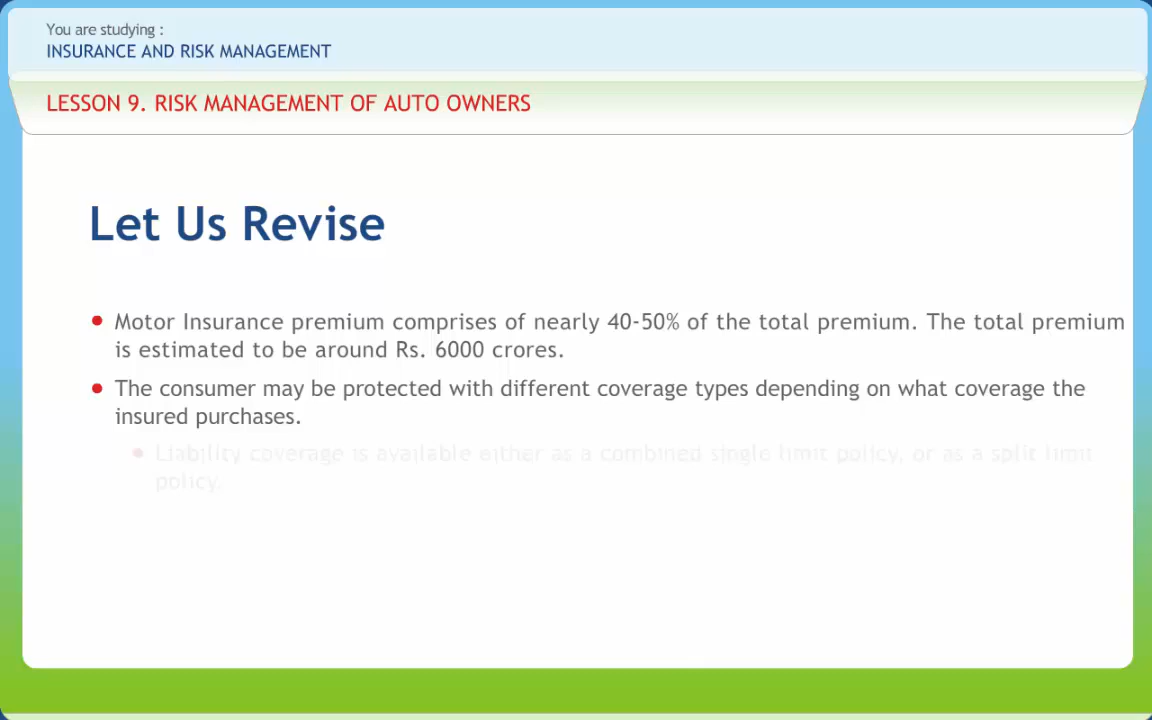 You are studying :
INSURANCE AND RISK MANAGEMENT
LESSON 9. RISK MANAGEMENT OF AUTO OWNERS
Let Us Revise
• Motor Insurance premium comprises of nearly 40-50% of the total premium. The total premium
is estimated to be around Rs. 6000 crores.
• The consumer may be protected with different coverage types depending on what coverage the
insured purchases.
• Liability coverage is available either as a combined single limit policy, or as a split limit
policy.